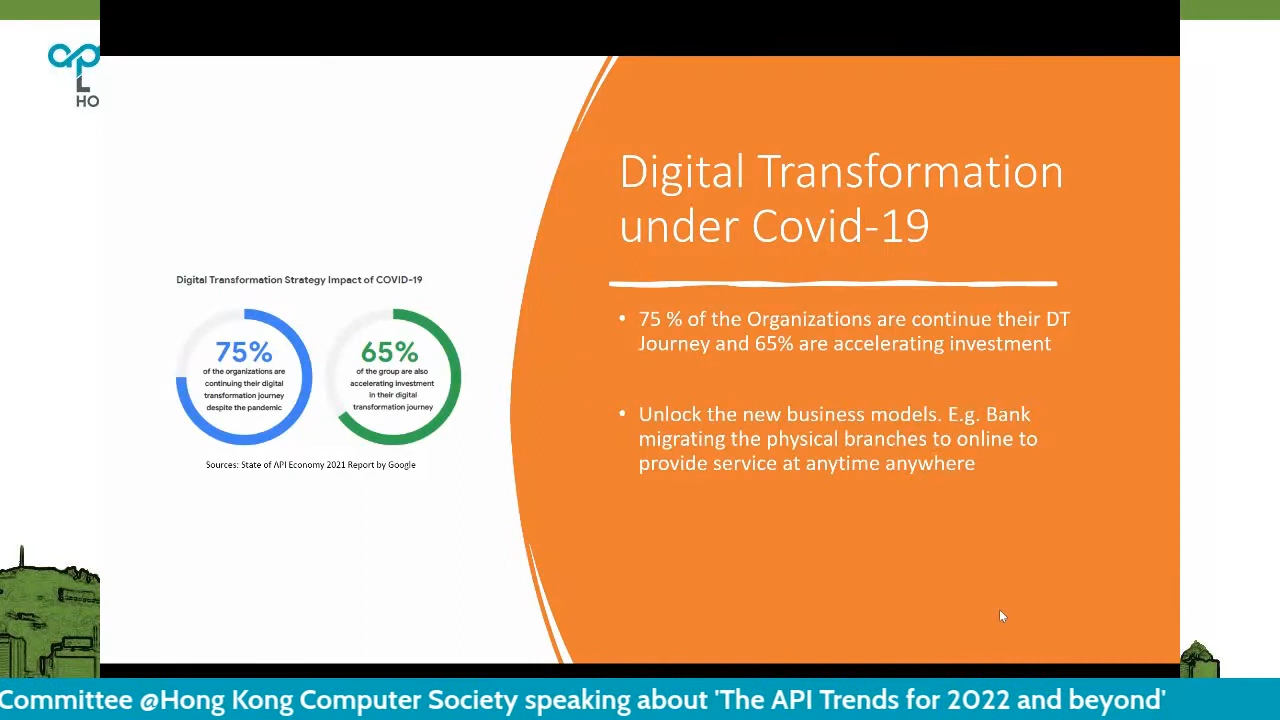 HO
Digital Transformation
under Covid-19
Digital Transformation Strategy Impact of COVID-19
75%
of the organizations are
continuing their digital
transformation journey
despite the pandemic
65%
of the group are also
accelerating investment
in their digital
transformation journey
Sources: State of API Economy 2021 Report by Google
• 75 % of the Organizations are continue their DT
Journey and 65% are accelerating investment
• Unlock the new business models. E.g. Bank
migrating the physical branches to online to
provide service at anytime anywhere
Committee @Hong Kong Computer Society speaking about 'The API Trends for 2022 and beyond'